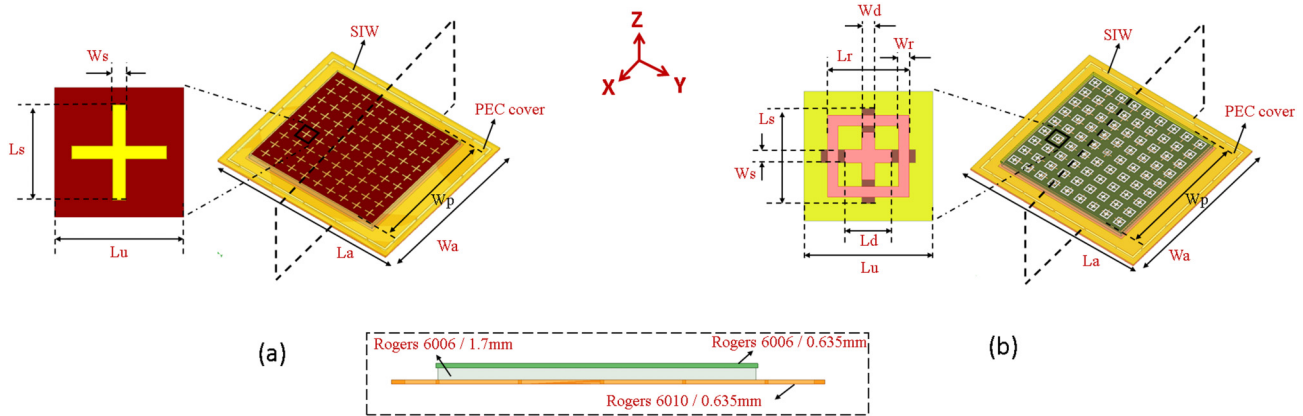 Ws
Ls
Lu
SIW
PEC cover
Wp
La
Wa
(a)
Z
X
Y
Wd
Lr
Wr
Ls
Ws
Ld
Lu
SIW
PEC cover
Wp
La
Wa
(b)
Rogers 6006 / 1.7mm
Rogers 6006 / 0.635mm
Rogers 6010 / 0.635mm